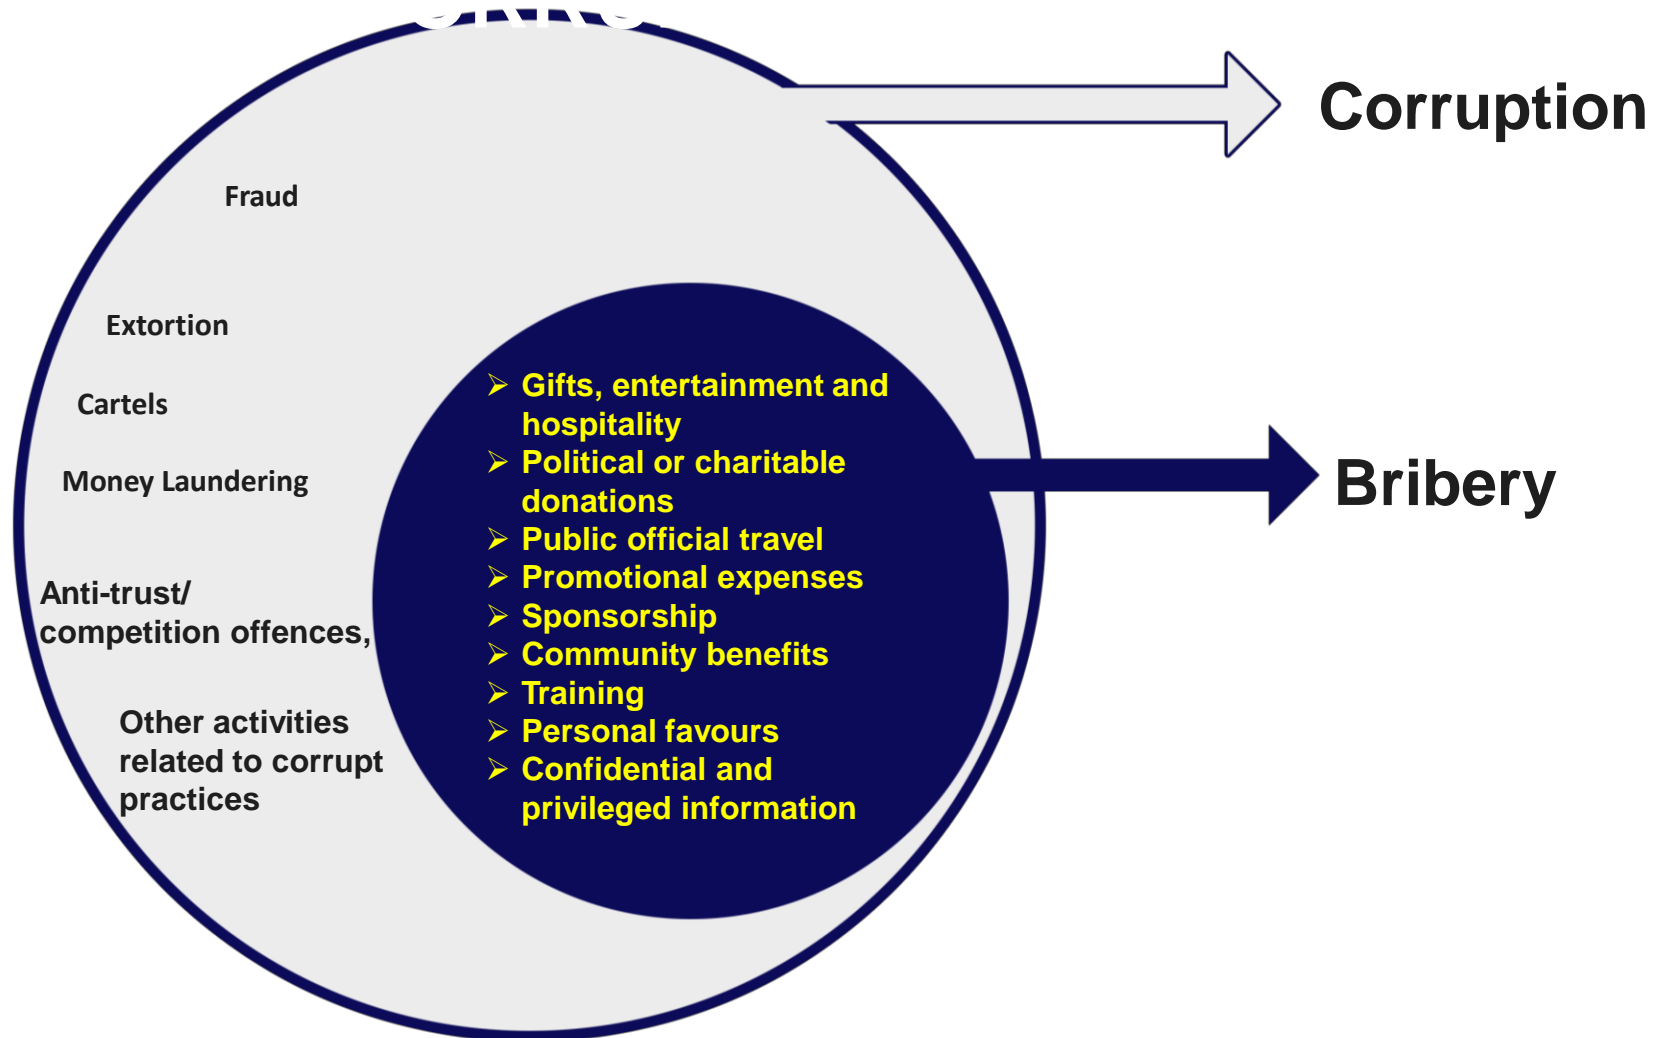 Corruption
Fraud
Extortion
Cartels
Money Laundering
Anti-trust/
competition offences,
Other activities
related to corrupt
practices
➢ Gifts, entertainment and
hospitality
➢ Political or charitable
donations
➢ Public official travel
➢ Promotional expenses
➢ Sponsorship
➢ Community benefits
➢ Training
➢ Personal favours
➢ Confidential and
privileged information
Bribery